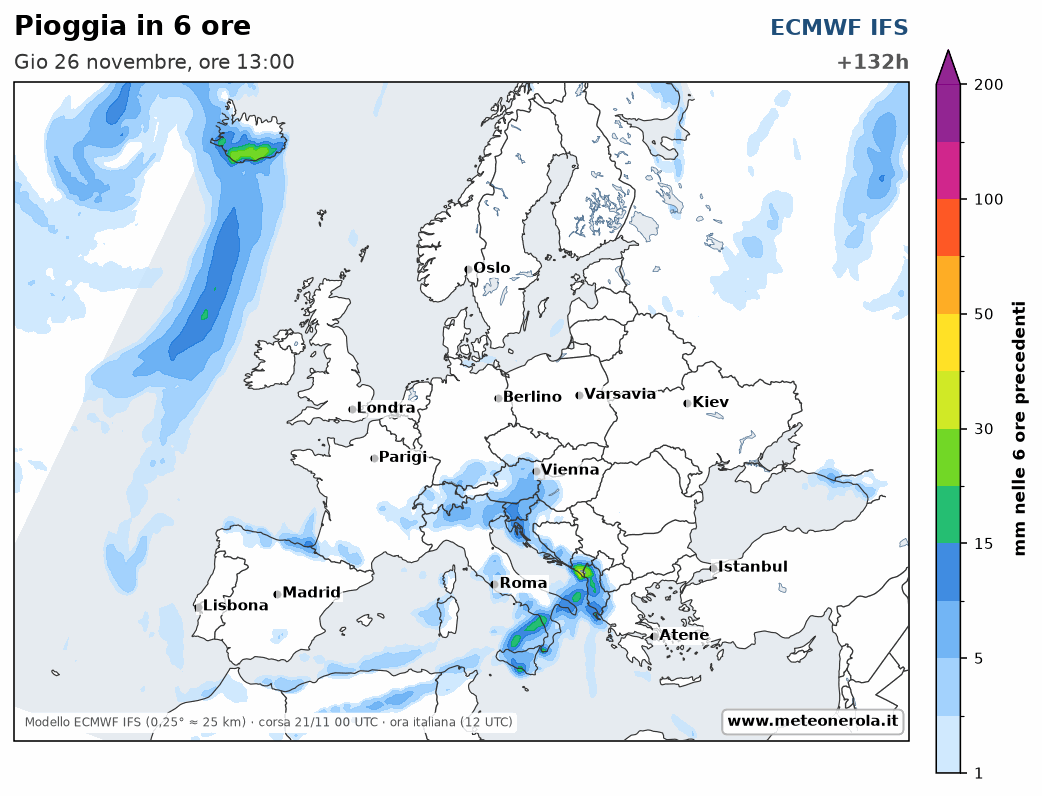 Pioggia in 6 ore
ECMWF IFS
Gio 26 novembre, ore 13:00
+132h
200
100
50
30
15
5
1
mm nelle 6 ore precedenti
Oslo
Berlino
Varsavia
Kiev
Londra
Parigi
Vienna
Roma
Istanbul
Madrid
Lisbona
Atene
Modello ECMWF IFS (0,25° ≈ 25 km) · corsa 21/11 00 UTC · ora italiana (12 UTC)
www.meteonerola.it